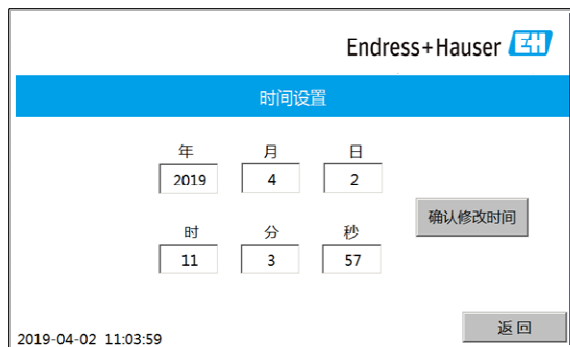 Endress+Hauser EH
时间设置
年 月 日
2019 4 2
时 分 秒
11 3 57
确认修改时间
返回
2019-04-02 11:03:59